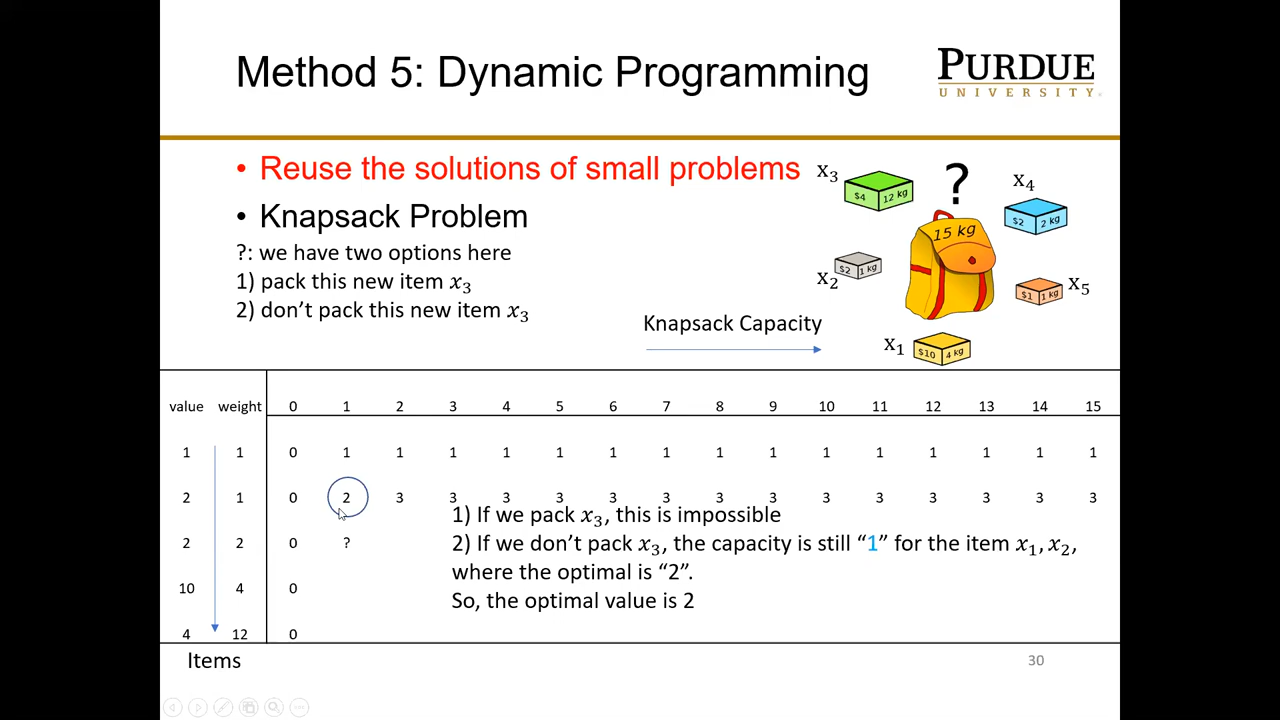 Method 5: Dynamic Programming
PURDUE
UNIVERSITY
• Reuse the solutions of small problems
• Knapsack Problem
?: we have two options here
1) pack this new item x₃
2) don't pack this new item x₃
Knapsack Capacity
x₃
$4 12 kg
?
x₄
$2 2 kg
15 kg
x₂
$2 1 kg
$1 1 kg
x₅
x₁
$10 4 kg
value weight 0 1 2 3 4 5 6 7 8 9 10 11 12 13 14 15
1 1 0 1 1 1 1 1 1 1 1 1 1 1 1 1 1 1
2 1 0 2 3 3 3 3 3 3 3 3 3 3 3 3 3 3
2 2 0 ?
10 4 0
4 12 0
1) If we pack x₃, this is impossible
2) If we don't pack x₃, the capacity is still “1” for the item x₁, x₂,
where the optimal is “2”.
So, the optimal value is 2
Items
30